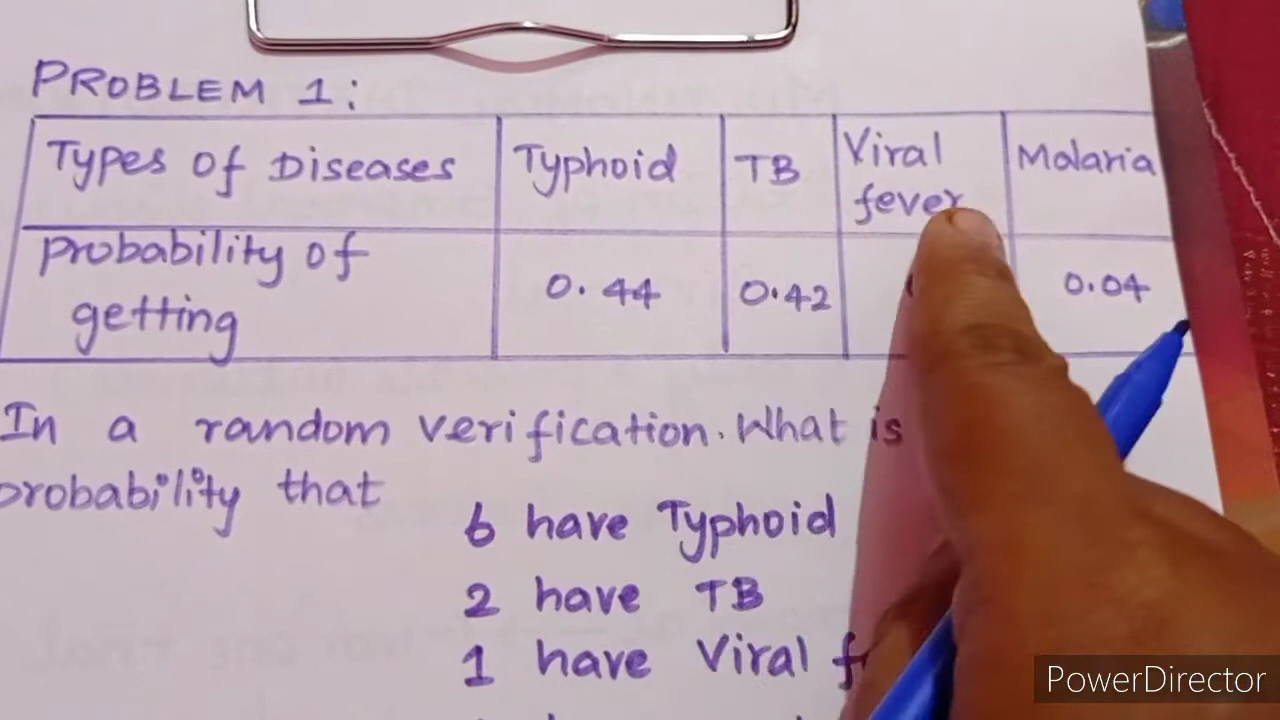 PROBLEM 1:
Types of Diseases Typhoid TB Viral fever Malaria
Probability of getting 0.44 0.42 0.04
In a random verification. What is
probability that
6 have Typhoid
2 have TB
1 have Viral
PowerDirector